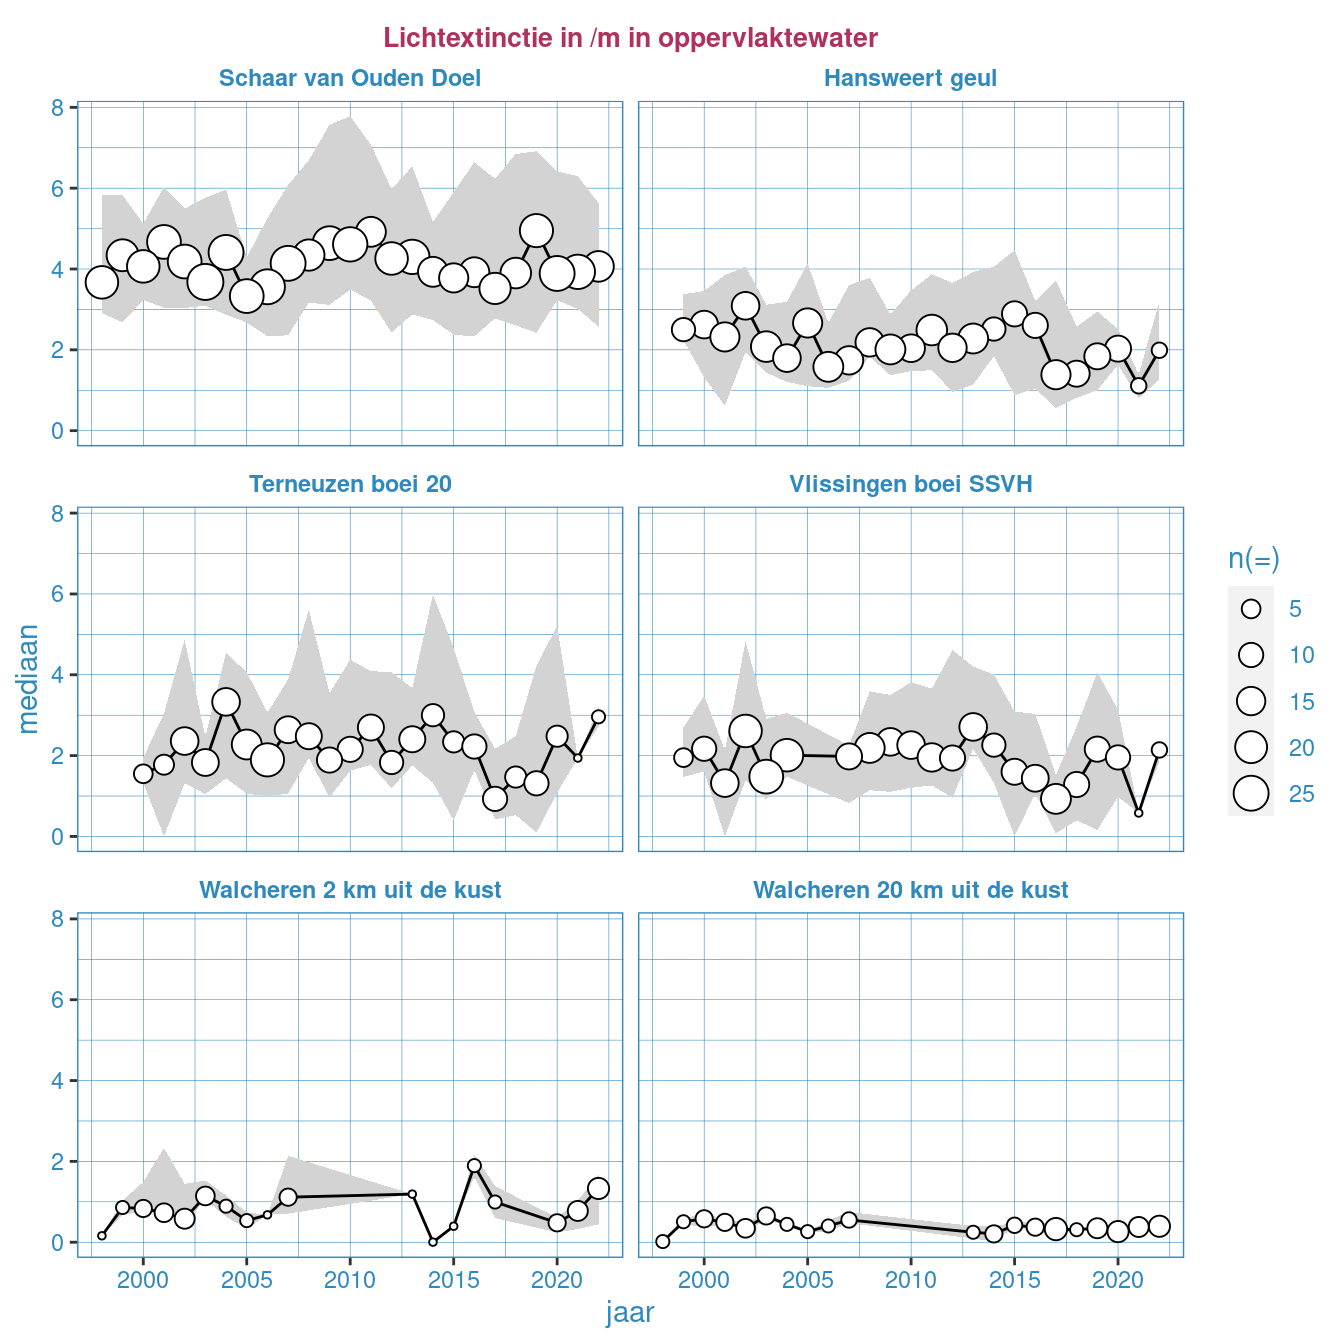 Lichtextinctie in /m in oppervlaktewater
Schaar van Ouden Doel
Hansweert geul
8
6
4
2
0
Terneuzen boei 20
Vlissingen boei SSVH
8
6
4
2
0
mediaan
n(=)
5
10
15
20
25
Walcheren 2 km uit de kust
Walcheren 20 km uit de kust
8
6
4
2
0
2000 2005 2010 2015 2020 2000 2005 2010 2015 2020
jaar